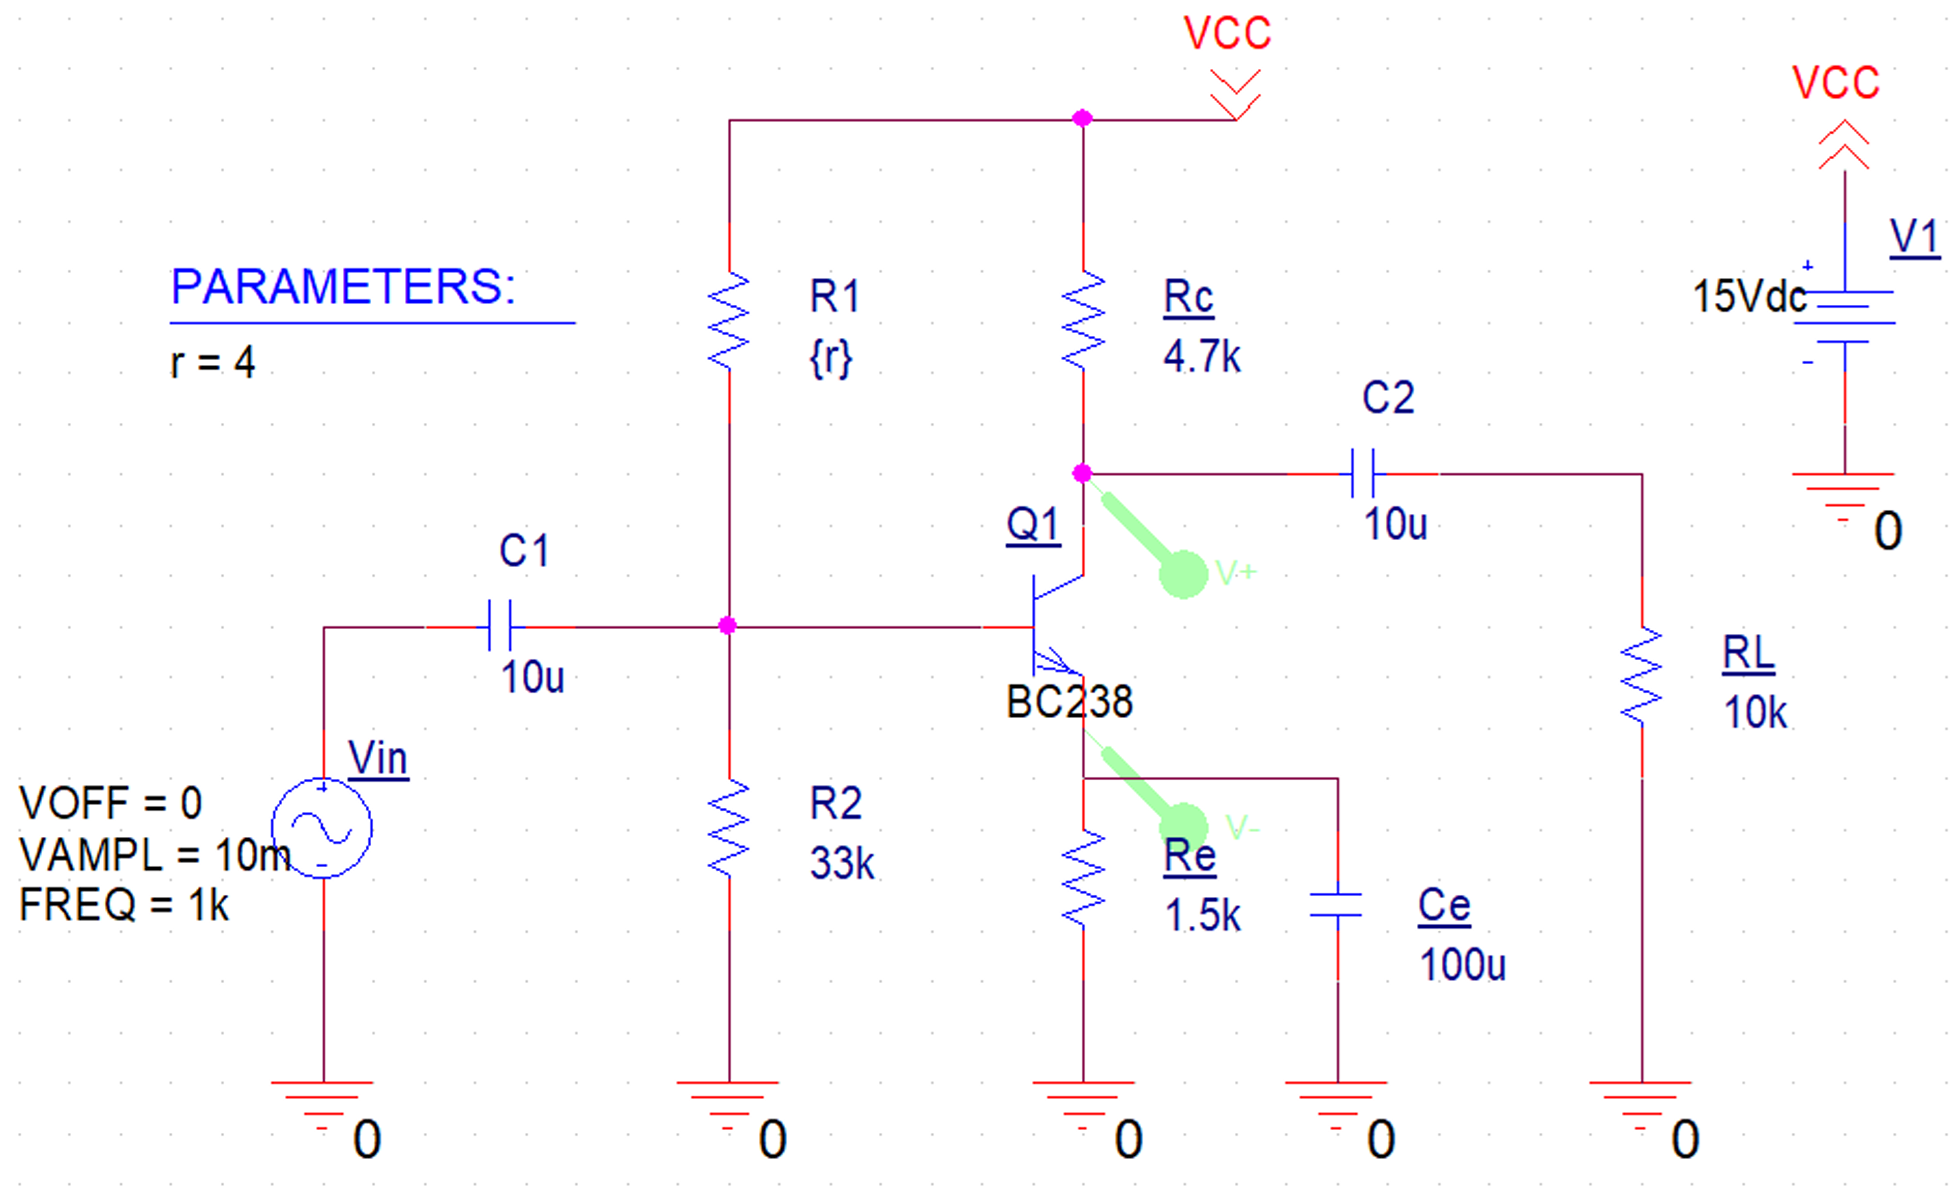 VCC
VCC
V1
+
15Vdc
-
0
PARAMETERS:
r = 4
R1
{r}
Rc
4.7k
C2
10u
Q1
V+
BC238
C1
10u
Vin
+
-
VOFF = 0
VAMPL = 10m
FREQ = 1k
R2
33k
V-
Re
1.5k
Ce
100u
RL
10k
0
0
0
0
0